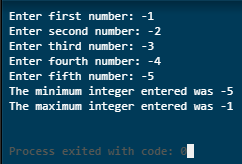 Enter first number: -1
Enter second number: -2
Enter third number: -3
Enter fourth number: -4
Enter fifth number: -5
The minimum integer entered was -5
The maximum integer entered was -1
Process exited with code: 0